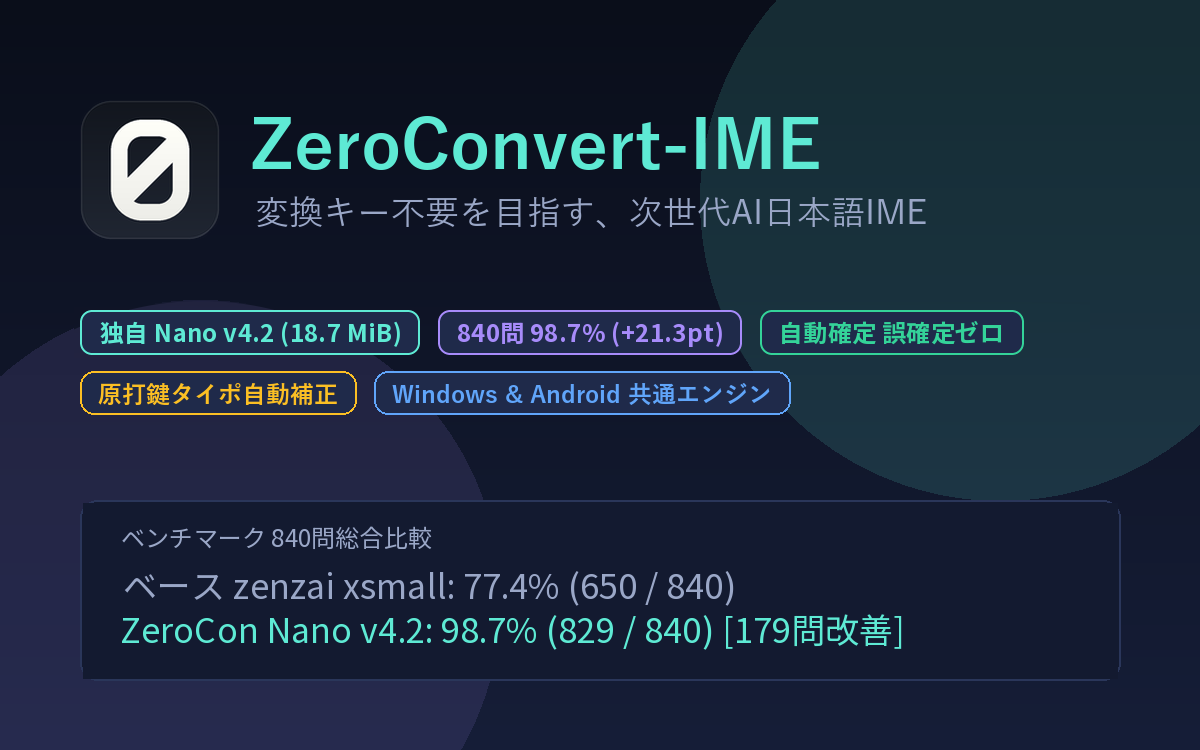 ZeroConvert-IME
変換キー不要を目指す、次世代AI日本語IME
独自 Nano v4.2 (18.7 MiB)
840問 98.7% (+21.3pt)
自動確定 誤確定ゼロ
原打鍵タイポ自動補正
Windows & Android 共通エンジン
ベンチマーク 840問総合比較
ベース zenzai xsmall: 77.4% (650 / 840)
ZeroCon Nano v4.2: 98.7% (829 / 840) [179問改善]